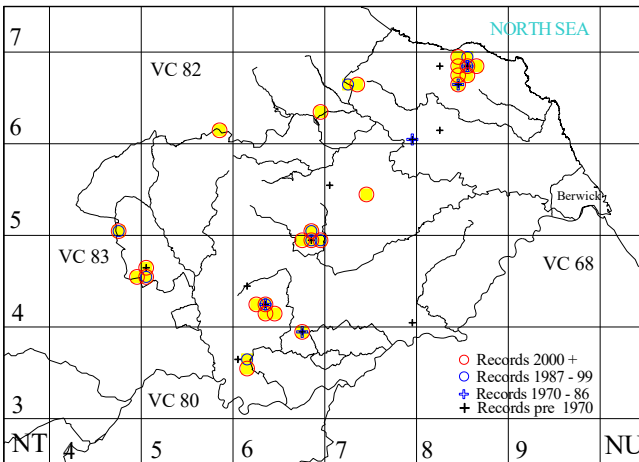 7
NORTH SEA
VC 82
6
Berwick
5
VC 83
VC 68
4
Records 2000 +
Records 1987 - 99
Records 1970 - 86
VC 80
Records pre 1970
3
NT 4 5 6 7 8 9 NU